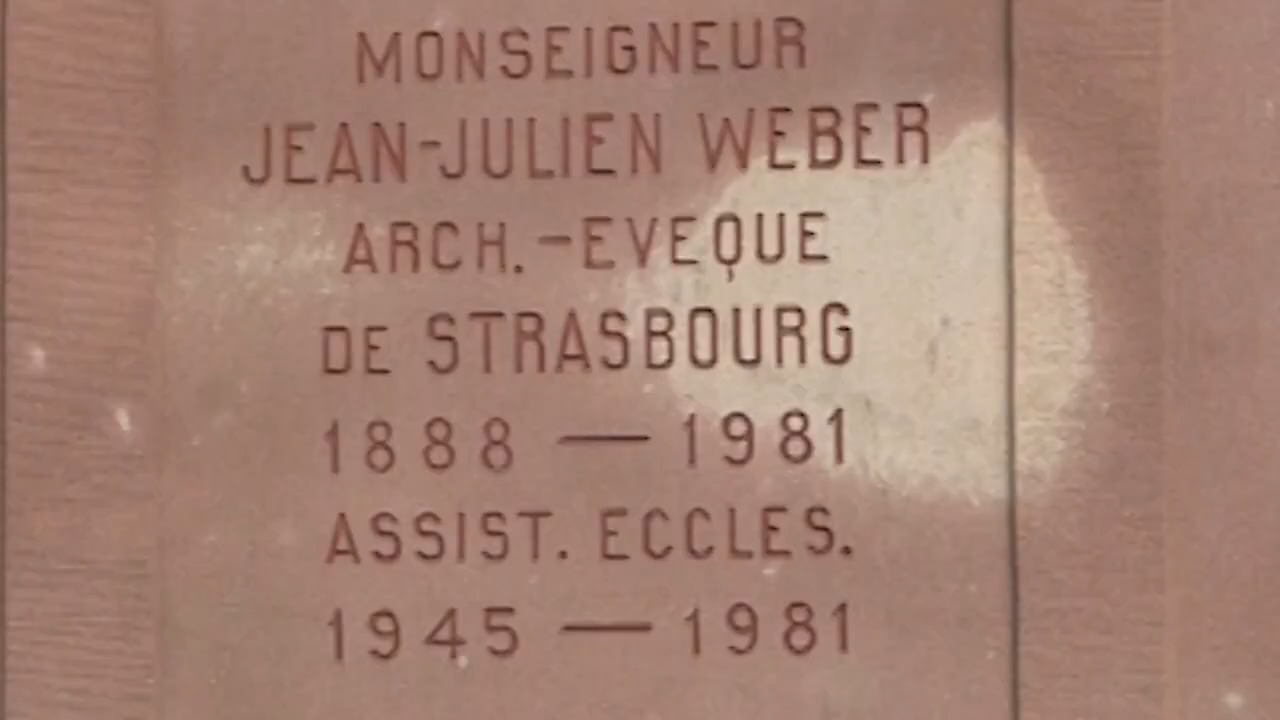 MONSEIGNEUR
JEAN-JULIEN WEBER
ARCH.-EVEQUE
DE STRASBOURG
1888 — 1981
ASSIST. ECCLES.
1945 — 1981